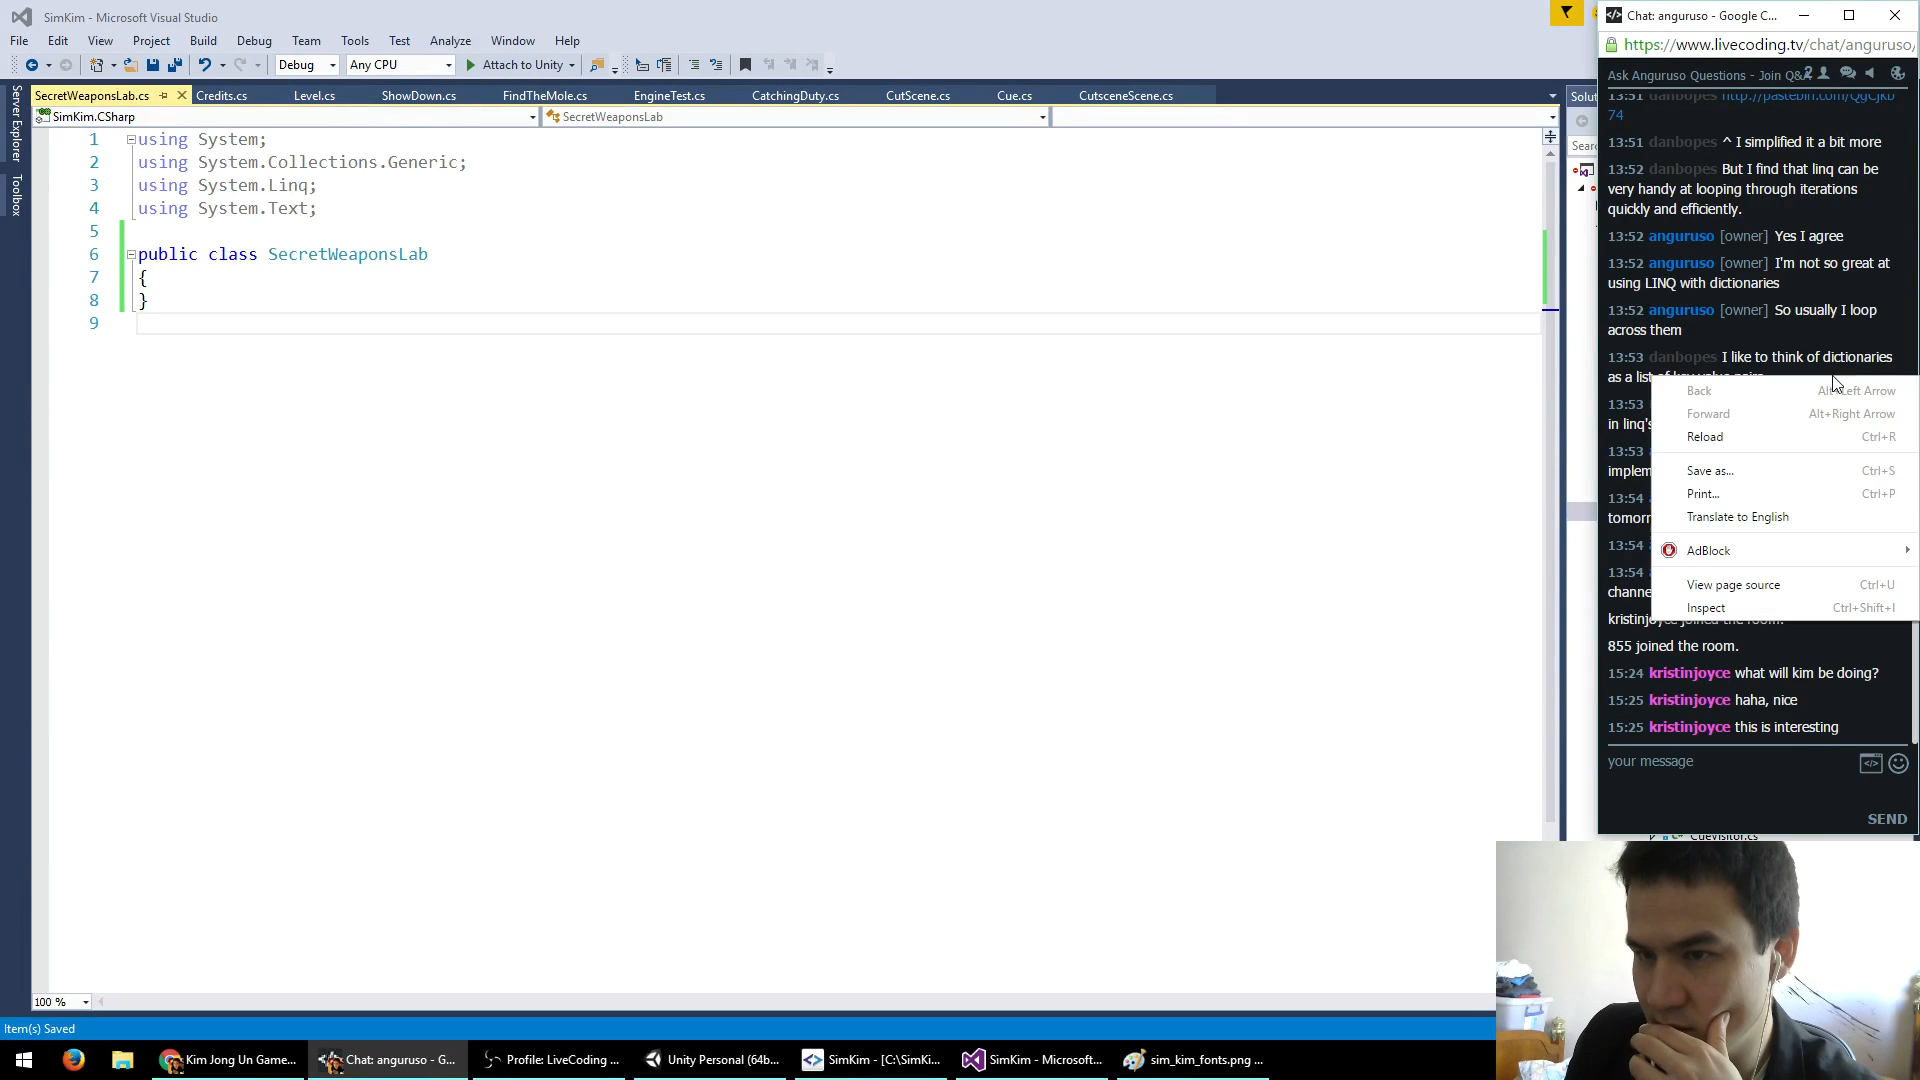 SimKim - Microsoft Visual Studio
File Edit View Project Build Debug Team Tools Test Analyze Window Help
Debug Any CPU Attach to Unity
SecretWeaponsLab.cs Credits.cs Level.cs ShowDown.cs FindTheMole.cs EngineTest.cs CatchingDuty.cs CutScene.cs Cue.cs CutsceneScene.cs
SimKim.CSharp SecretWeaponsLab
Server Explorer
Toolbox
1 using System;
2 using System.Collections.Generic;
3 using System.Linq;
4 using System.Text;
5
6 public class SecretWeaponsLab
7 {
8 }
9
100 %
Item(s) Saved
Solu
Sear
Chat: anguruso - Google C...
https://www.livecoding.tv/chat/anguruso/
Ask Anguruso Questions - Join Q&A 2
13:51 danbopes http://pastebin.com/QgCjkb
74
13:51 danbopes ^ I simplified it a bit more
13:52 danbopes But I find that linq can be
very handy at looping through iterations
quickly and efficiently.
13:52 anguruso [owner] Yes I agree
13:52 anguruso [owner] I'm not so great at
using LINQ with dictionaries
13:52 anguruso [owner] So usually I loop
across them
13:53 danbopes I like to think of dictionaries
as a list of key value pairs
13:53
in linq's
13:53
implem
13:54
tomorr
13:54
13:54
channe
kristinjoyce joined the room.
855 joined the room.
15:24 kristinjoyce what will kim be doing?
15:25 kristinjoyce haha, nice
15:25 kristinjoyce this is interesting
your message
SEND
Back Alt+Left Arrow
Forward Alt+Right Arrow
Reload Ctrl+R
Save as... Ctrl+S
Print... Ctrl+P
Translate to English
AdBlock
View page source Ctrl+U
Inspect Ctrl+Shift+I
CueVisitor.cs
Kim Jong Un Game... Chat: anguruso - G... Profile: LiveCoding ... Unity Personal (64b... SimKim - [C:\SimKi... SimKim - Microsoft... sim_kim_fonts.png ...